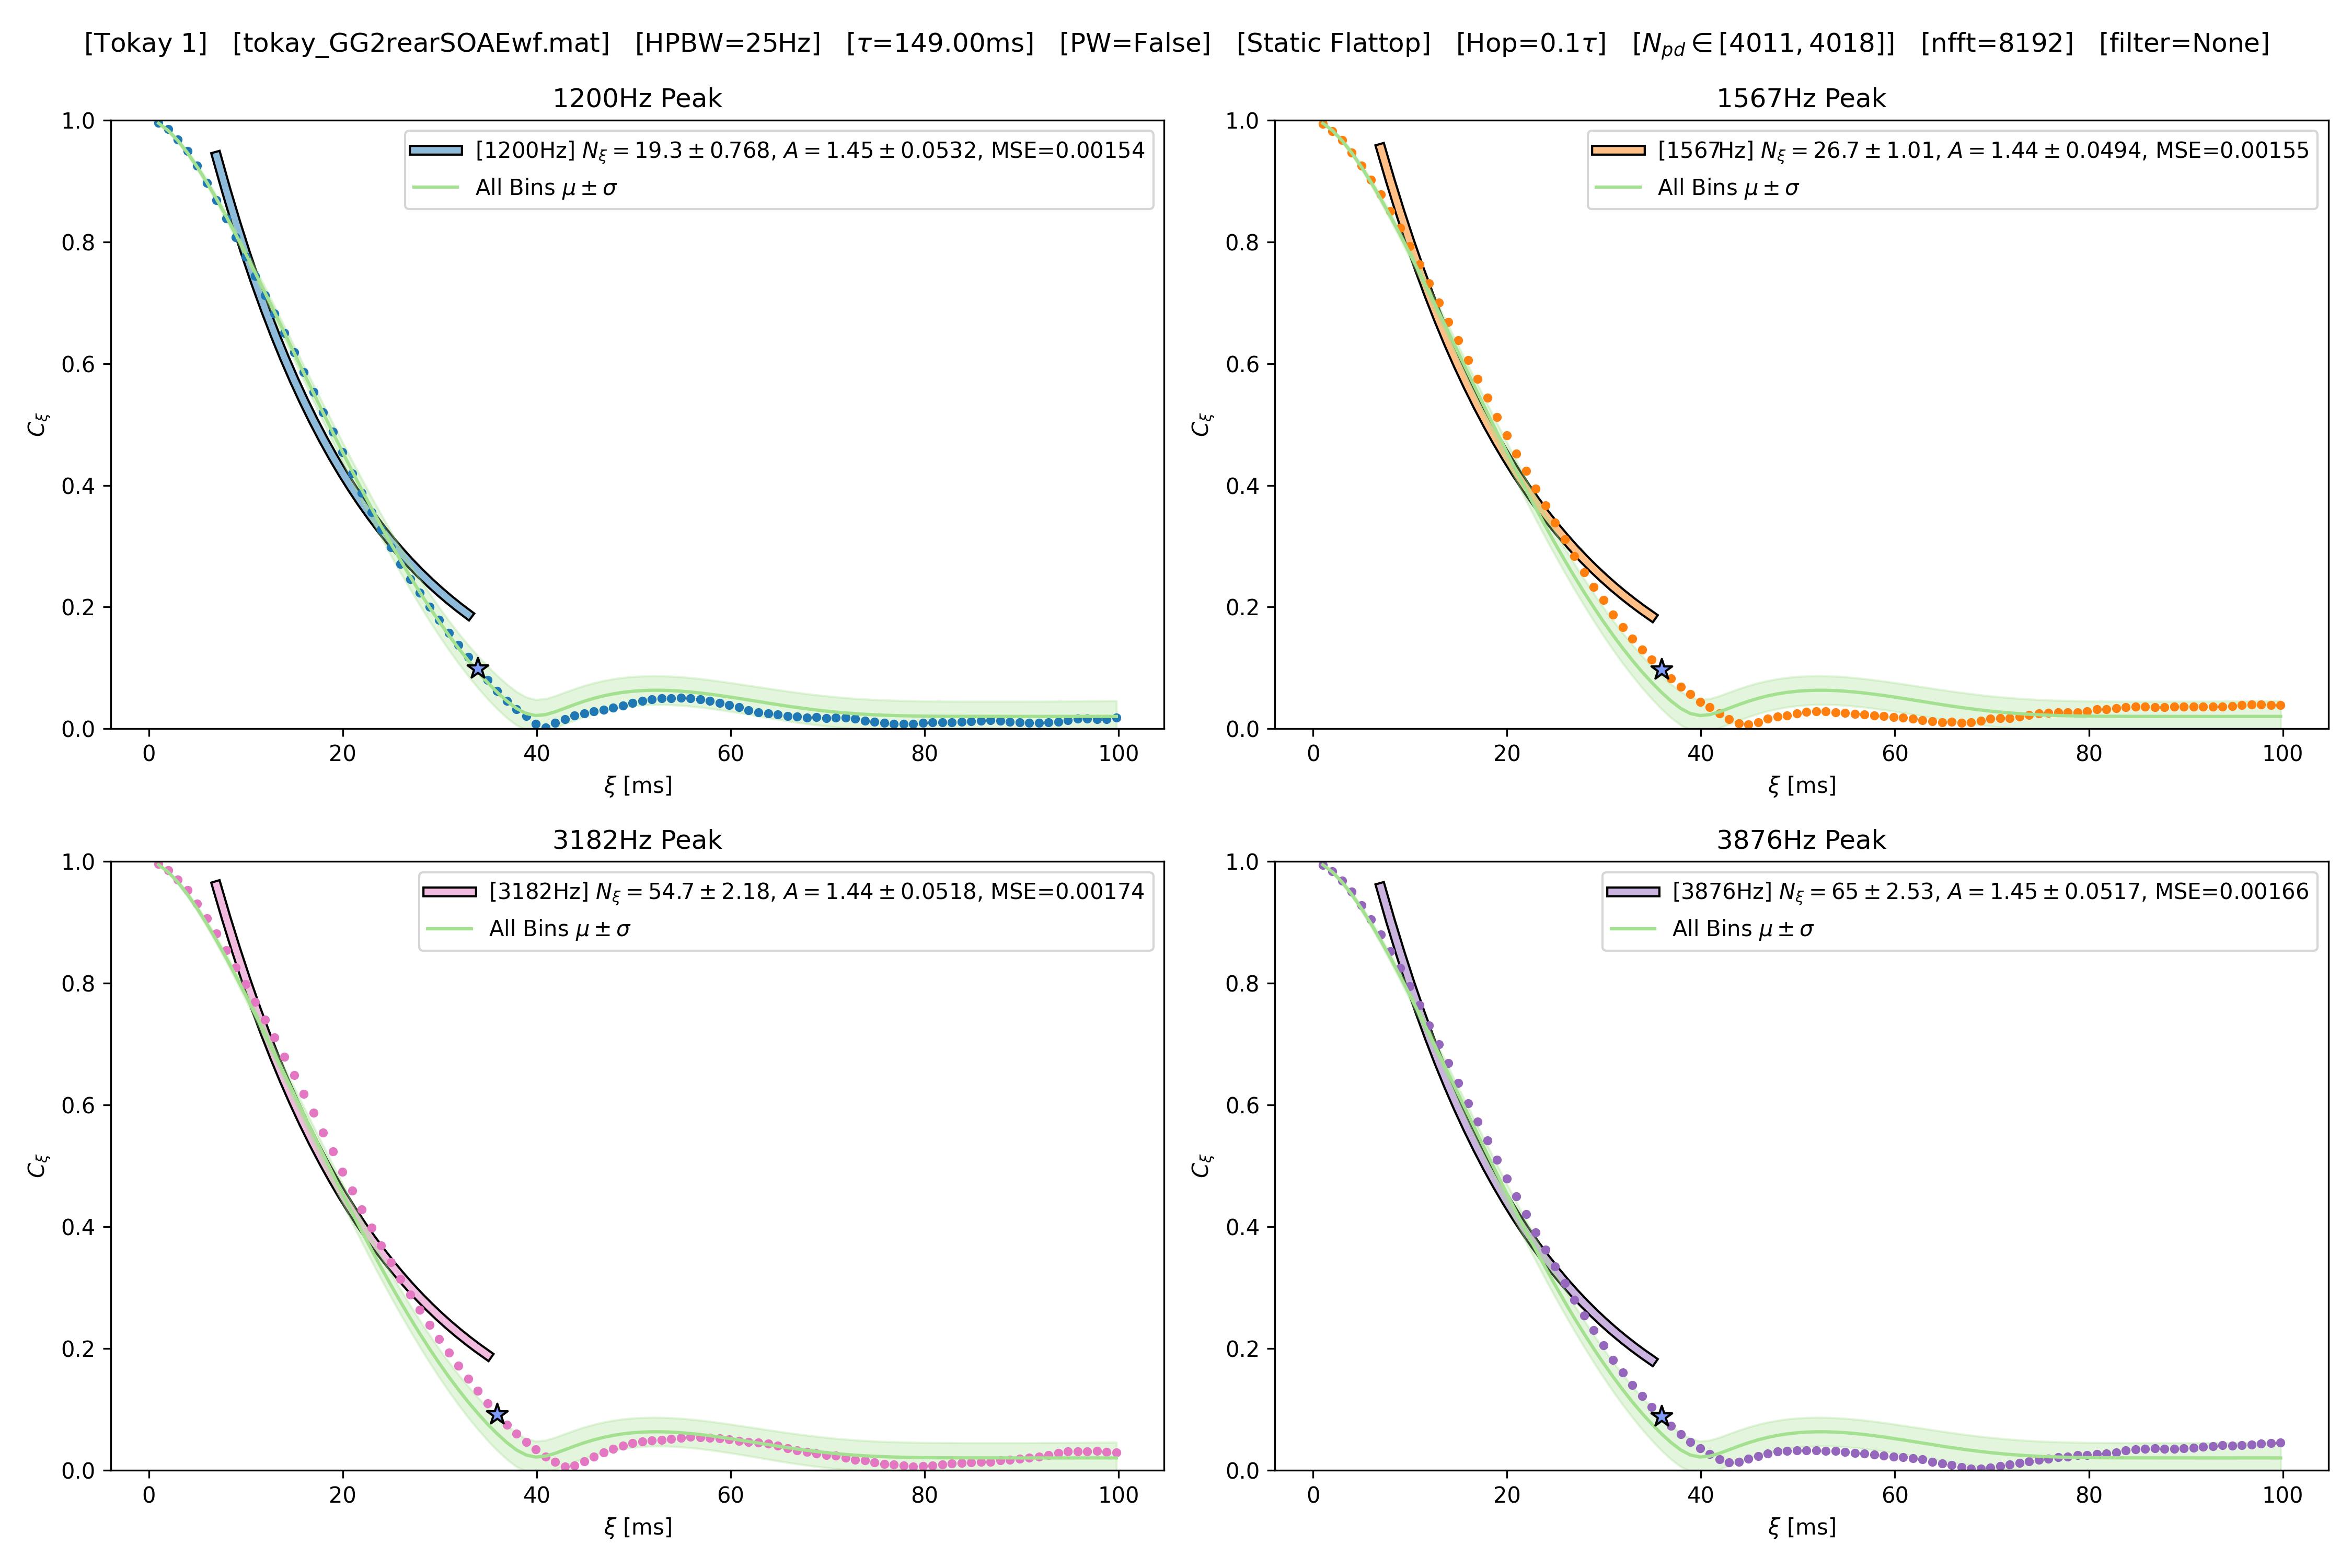 [Tokay 1] [tokay_GG2rearSOAEwf.mat] [HPBW=25Hz] [τ=149.00ms] [PW=False] [Static Flattop] [Hop=0.1τ] [N_pd ∈ [4011, 4018]] [nfft=8192] [filter=None]
1200Hz Peak
[1200Hz] N_ξ = 19.3 ± 0.768, A = 1.45 ± 0.0532, MSE=0.00154
All Bins μ ± σ
1.0
0.8
0.6
0.4
0.2
0.0
C_ξ
0 20 40 60 80 100
ξ [ms]
1567Hz Peak
[1567Hz] N_ξ = 26.7 ± 1.01, A = 1.44 ± 0.0494, MSE=0.00155
All Bins μ ± σ
1.0
0.8
0.6
0.4
0.2
0.0
C_ξ
0 20 40 60 80 100
ξ [ms]
3182Hz Peak
[3182Hz] N_ξ = 54.7 ± 2.18, A = 1.44 ± 0.0518, MSE=0.00174
All Bins μ ± σ
1.0
0.8
0.6
0.4
0.2
0.0
C_ξ
0 20 40 60 80 100
ξ [ms]
3876Hz Peak
[3876Hz] N_ξ = 65 ± 2.53, A = 1.45 ± 0.0517, MSE=0.00166
All Bins μ ± σ
1.0
0.8
0.6
0.4
0.2
0.0
C_ξ
0 20 40 60 80 100
ξ [ms]